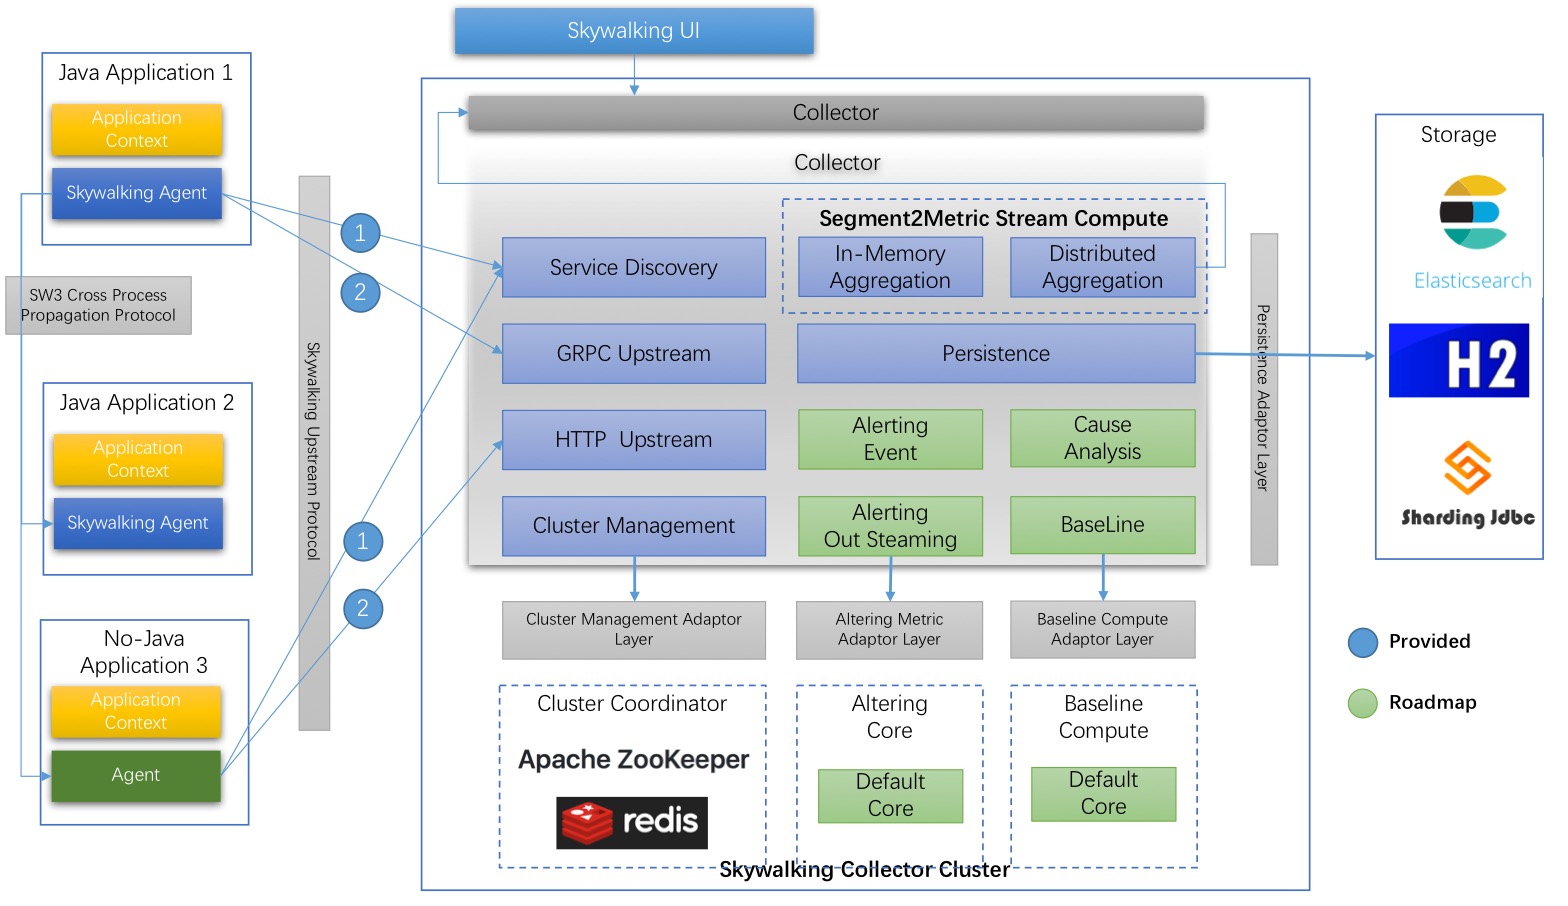 Skywalking UI
Java Application 1
Application
Context
Skywalking Agent
SW3 Cross Process
Propagation Protocol
Java Application 2
Application
Context
Skywalking Agent
No-Java
Application 3
Application
Context
Agent
Skywalking Upstream Protocol
1
2
1
2
Collector
Collector
Segment2Metric Stream Compute
Service Discovery
In-Memory
Aggregation
Distributed
Aggregation
GRPC Upstream
Persistence
HTTP Upstream
Alerting
Event
Cause
Analysis
Cluster Management
Alerting
Out Steaming
BaseLine
Cluster Management Adaptor
Layer
Altering Metric
Adaptor Layer
Baseline Compute
Adaptor Layer
Cluster Coordinator
Apache ZooKeeper
redis
Altering
Core
Default
Core
Baseline
Compute
Default
Core
Skywalking Collector Cluster
Persistence Adaptor Layer
Storage
Elasticsearch
H2
Sharding Jdbc
Provided
Roadmap